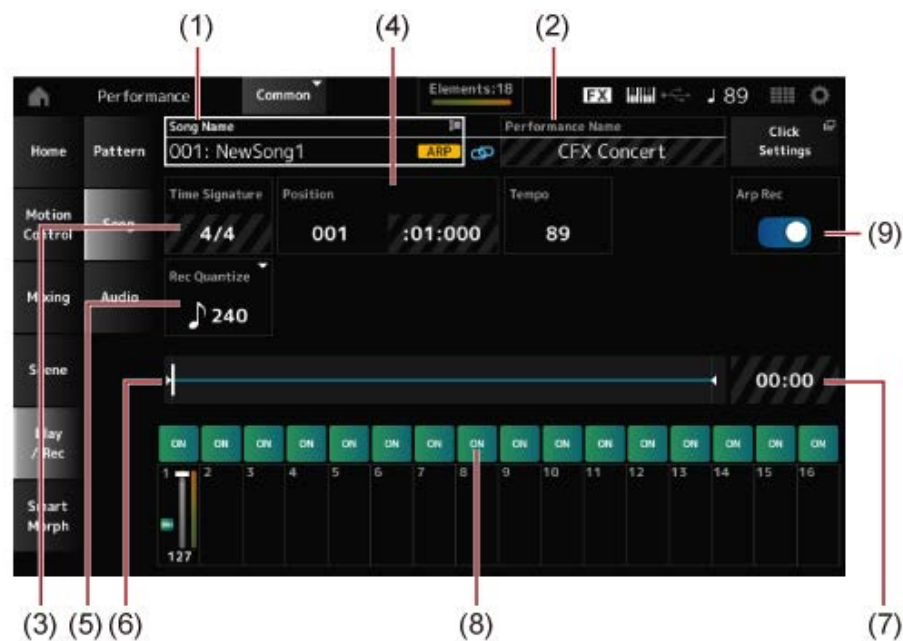 (1) (4) (2)
Performance Common Elements:18 FX ♩ 89
Song Name Performance Name
Home Pattern 001: NewSong1 ARP CFX Concert Click Settings
Time Signature Position Tempo Arp Rec
Motion Control Song 4/4 001 :01:000 89 (9)
Rec Quantize
Mixing Audio ♪ 240
Scene 00:00
Play / Rec ON ON ON ON ON ON ON ON ON ON ON ON ON ON ON ON
1 2 3 4 5 6 7 8 9 10 11 12 13 14 15 16
Smart Morph
127
(3) (5) (6) (8) (7)